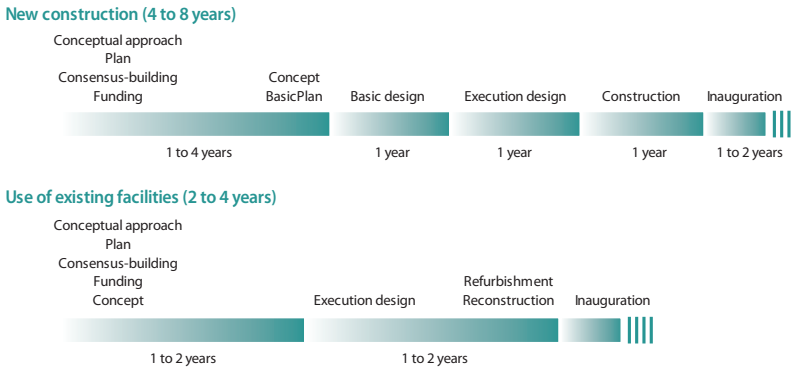 New construction (4 to 8 years)
Conceptual approach
Plan
Consensus-building
Funding
Concept
BasicPlan
Basic design
Execution design
Construction
Inauguration
1 to 4 years
1 year
1 year
1 year
1 to 2 years
Use of existing facilities (2 to 4 years)
Conceptual approach
Plan
Consensus-building
Funding
Concept
Execution design
Refurbishment
Reconstruction
Inauguration
1 to 2 years
1 to 2 years